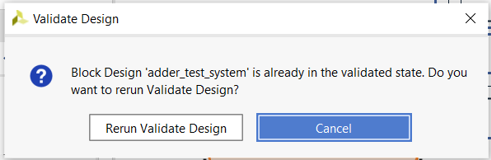 Validate Design
Block Design 'adder_test_system' is already in the validated state. Do you
want to rerun Validate Design?
Rerun Validate Design
Cancel